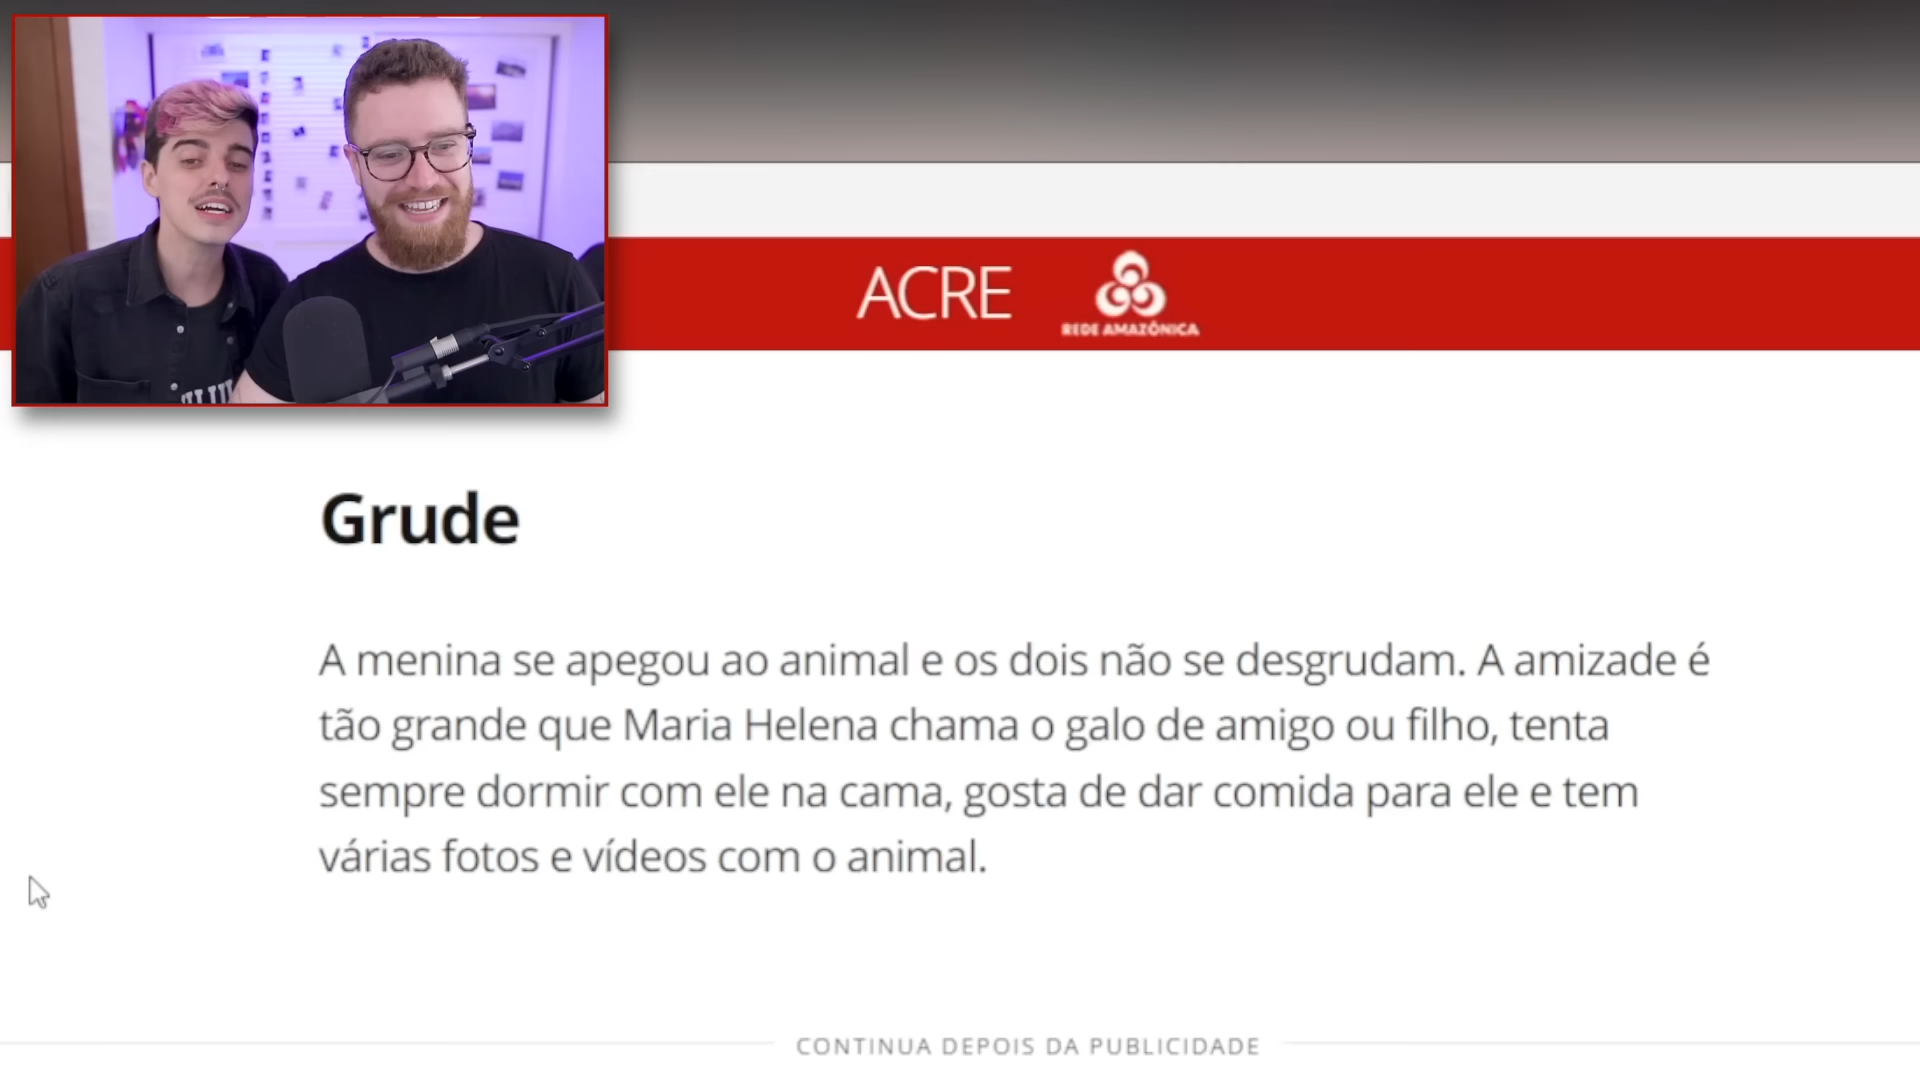 ACRE
REDE AMAZÔNICA
Grude
A menina se apegou ao animal e os dois não se desgrudam. A amizade é
tão grande que Maria Helena chama o galo de amigo ou filho, tenta
sempre dormir com ele na cama, gosta de dar comida para ele e tem
várias fotos e vídeos com o animal.
CONTINUA DEPOIS DA PUBLICIDADE